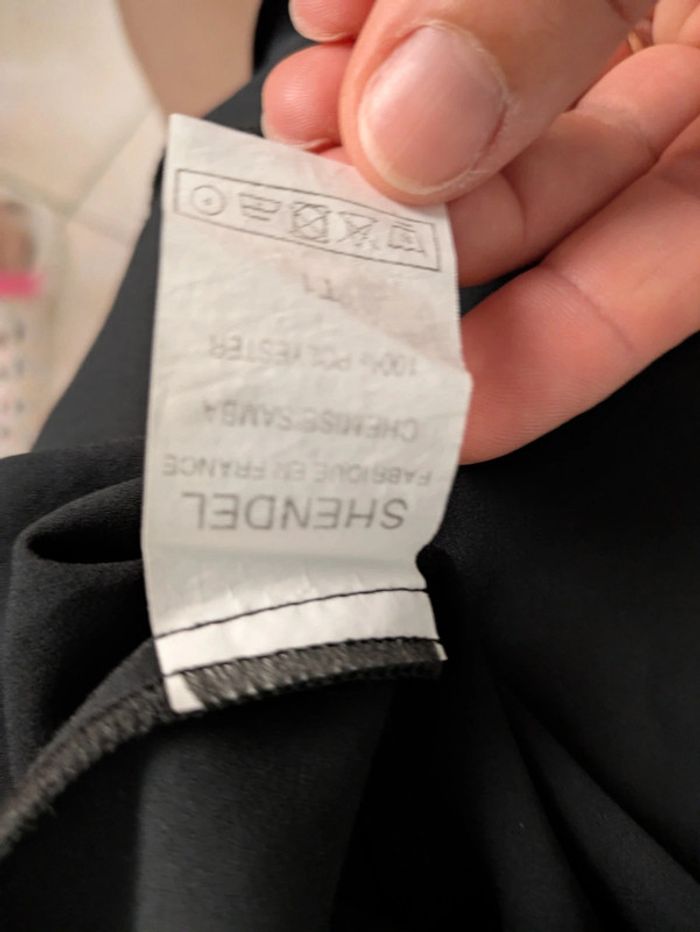 SHENDEL
FABRIQUE EN FRANCE
CHEMISE SAMBA
100% POLYESTER
T1